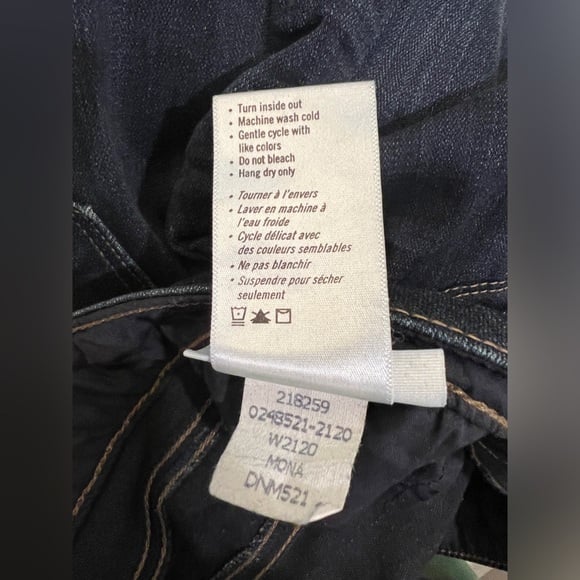 • Turn inside out
• Machine wash cold
• Gentle cycle with
like colors
• Do not bleach
• Hang dry only
• Tourner à l'envers
• Laver en machine à
l'eau froide
• Cycle délicat avec
des couleurs semblables
• Ne pas blanchir
• Suspendre pour sécher
seulement
218259
0248521-2120
W2120
MONA
DNM521